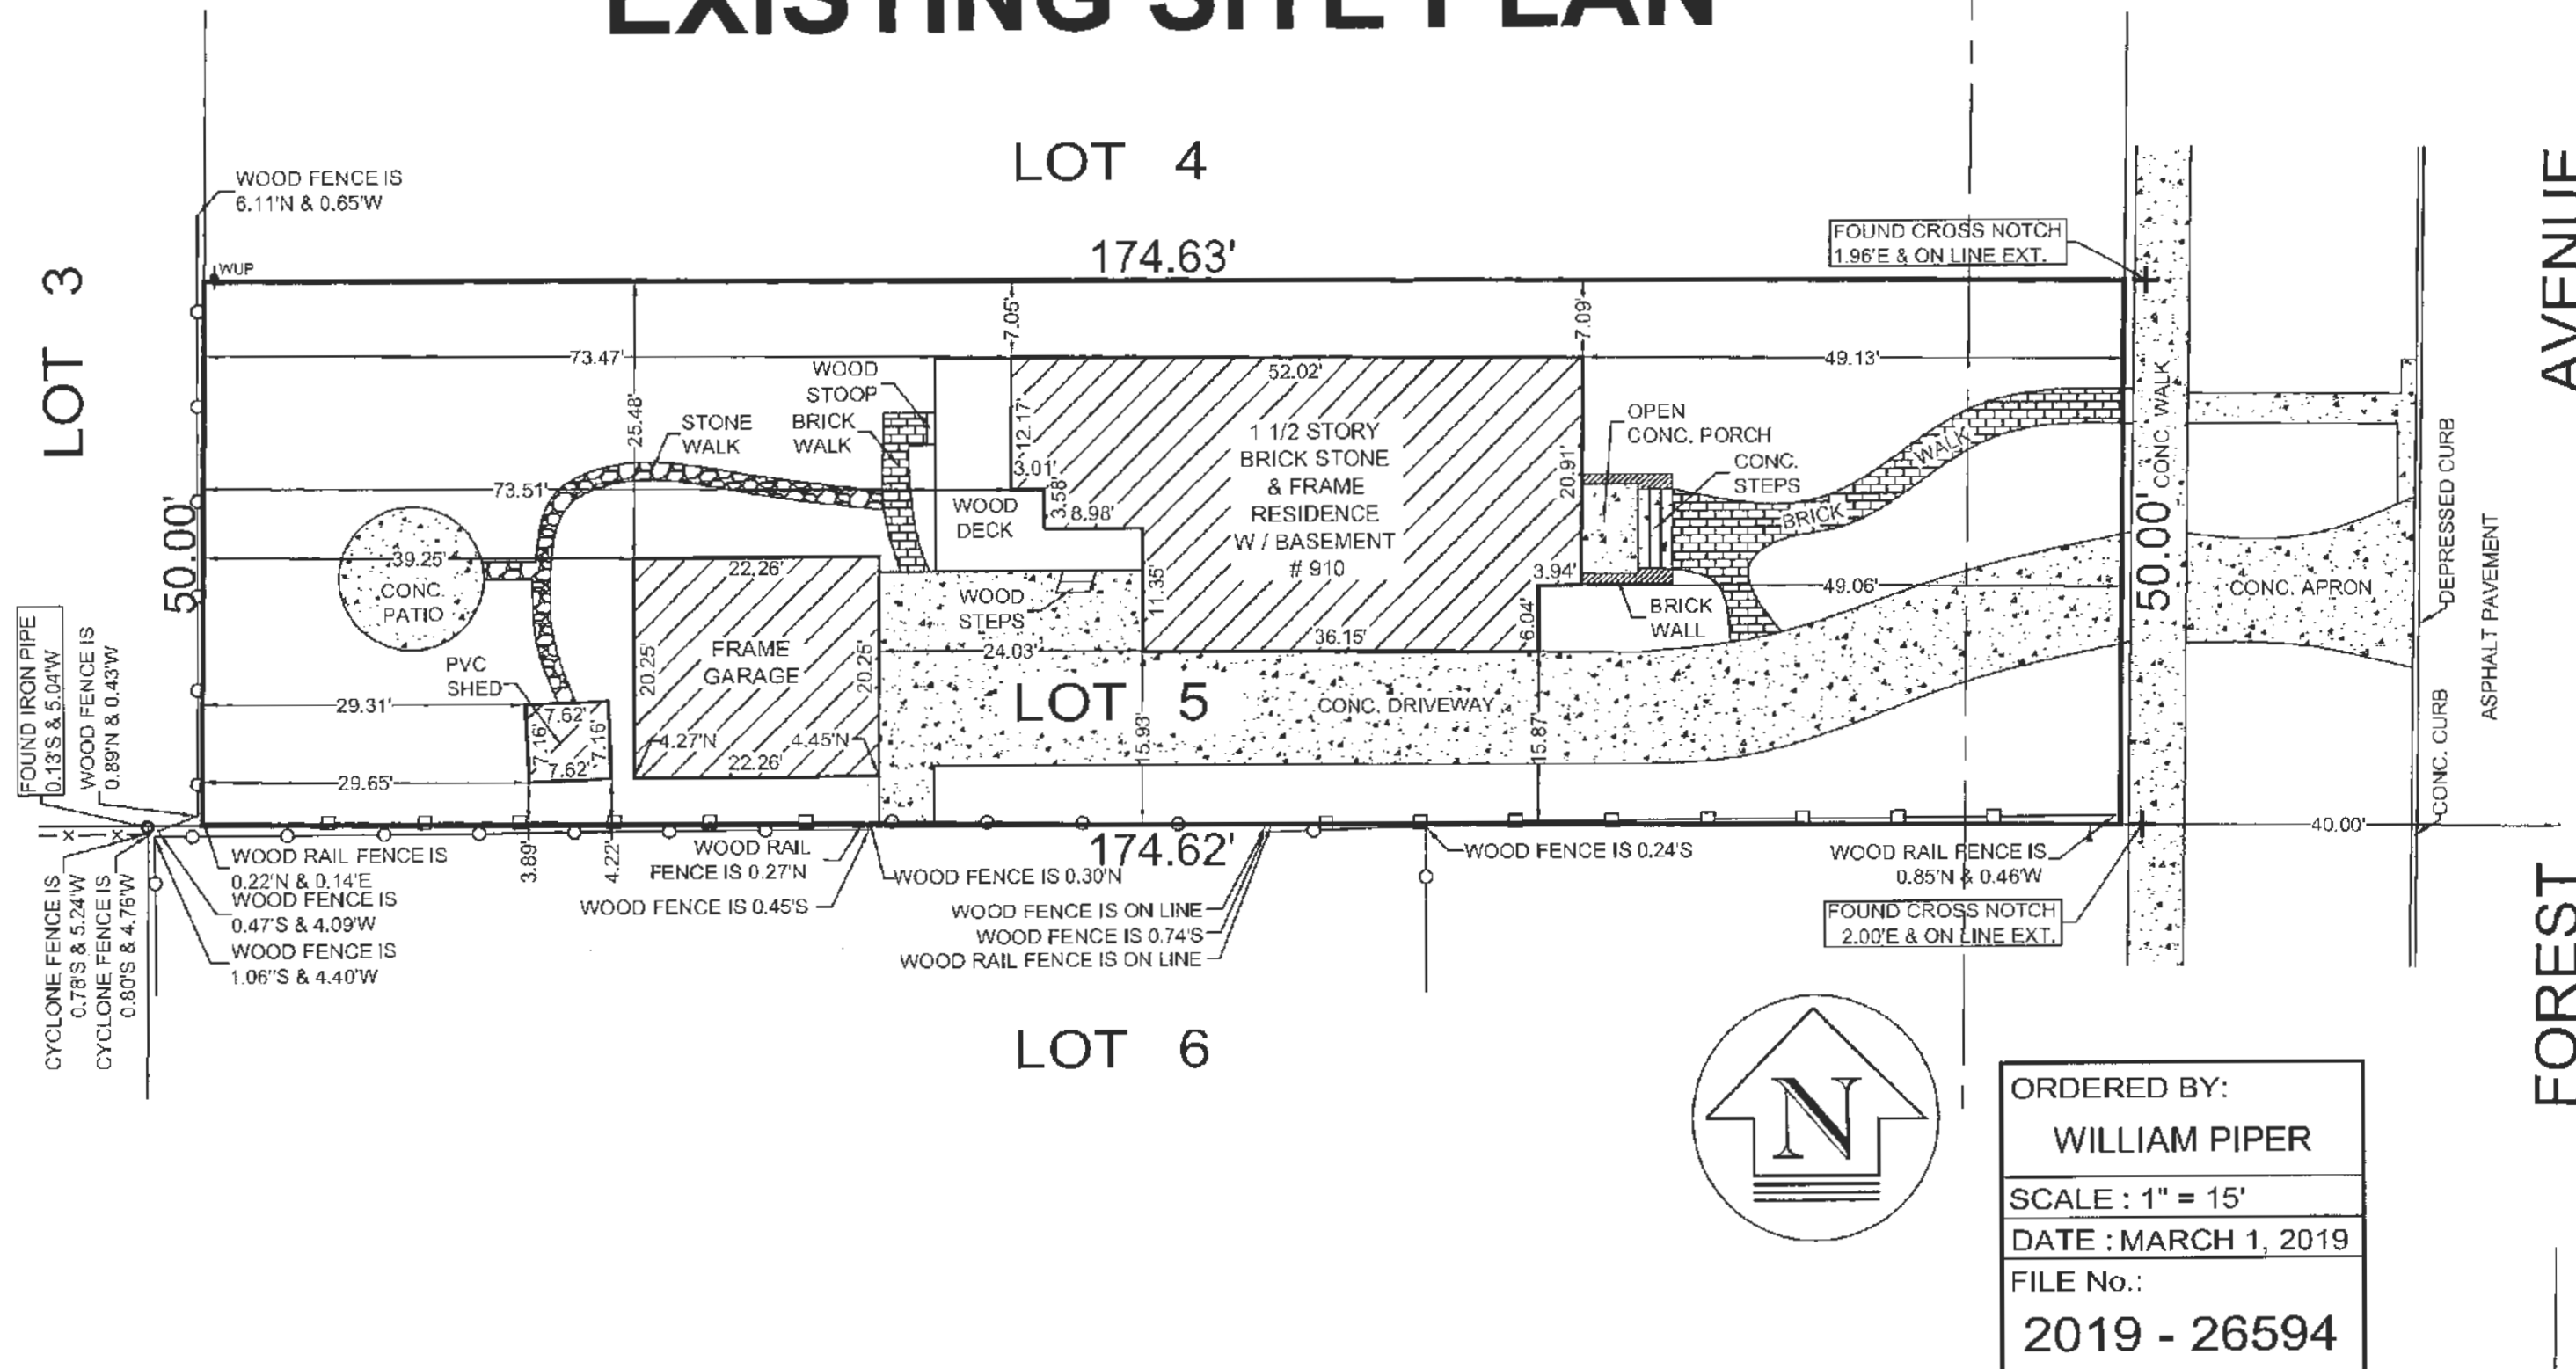 EXISTING SITE PLAN
LOT 4
WOOD FENCE IS
6.11'N & 0.65'W
174.63'
FOUND CROSS NOTCH
1.96'E & ON LINE EXT.
AVENUE
LOT 3
WUP
7.05'
7.09'
73.47'
49.13'
WOOD
STOOP
52.02'
BRICK
WALK
STONE
WALK
25.48'
12.17'
1 1/2 STORY
BRICK STONE
& FRAME
RESIDENCE
W / BASEMENT
# 910
OPEN
CONC. PORCH
CONC.
STEPS
20.91'
BRICK
WALK
CONC. WALK
3.01'
3.58'
8.98'
73.51'
WOOD
DECK
50.00'
50.00'
DEPRESSED CURB
39.25'
CONC.
PATIO
22.26'
3.94'
49.06'
CONC. APRON
ASPHALT PAVEMENT
WOOD
STEPS
11.35'
BRICK
WALL
6.04'
36.15'
24.03'
FRAME
GARAGE
20.25'
20.25'
PVC
SHED
29.31'
7.62'
7.16'
7.16'
7.62'
29.65'
4.27'N
4.45'N
22.26'
LOT 5
CONC. DRIVEWAY
15.93'
15.87'
CONC. CURB
FOUND IRON PIPE
0.13'S & 5.04'W
WOOD FENCE IS
0.89'N & 0.43'W
174.62'
40.00'
3.89'
4.22'
WOOD RAIL FENCE IS
0.22'N & 0.14'E
WOOD FENCE IS
0.47'S & 4.09'W
WOOD FENCE IS
1.06"S & 4.40'W
CYCLONE FENCE IS
0.78'S & 5.24'W
CYCLONE FENCE IS
0.80'S & 4.76'W
WOOD RAIL
FENCE IS 0.27'N
WOOD FENCE IS 0.45'S
WOOD FENCE IS 0.30'N
WOOD FENCE IS ON LINE
WOOD FENCE IS 0.74'S
WOOD RAIL FENCE IS ON LINE
WOOD FENCE IS 0.24'S
WOOD RAIL FENCE IS
0.85'N & 0.46'W
FOUND CROSS NOTCH
2.00'E & ON LINE EXT.
FOREST
LOT 6
N
ORDERED BY:
WILLIAM PIPER
SCALE : 1" = 15'
DATE : MARCH 1, 2019
FILE No.:
2019 - 26594